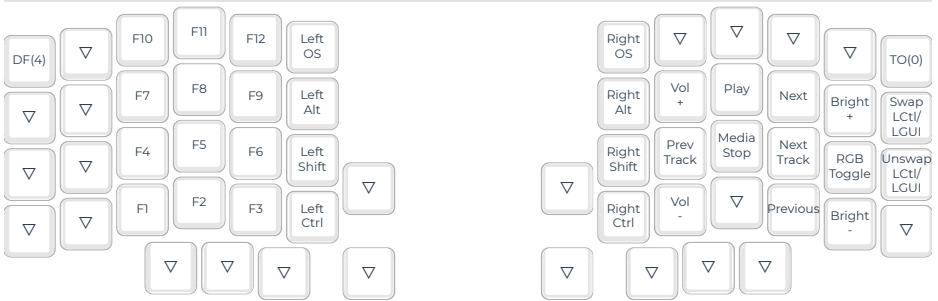 DF(4)
▽
F10
F11
F12
Left
OS
Right
OS
▽
▽
▽
▽
TO(0)
▽
▽
F7
F8
F9
Left
Alt
Right
Alt
Vol
+
Play
Next
Bright
+
Swap
LCtl/
LGUI
▽
▽
F4
F5
F6
Left
Shift
▽
▽
Right
Shift
Prev
Track
Media
Stop
Next
Track
RGB
Toggle
Unswap
LCtl/
LGUI
▽
▽
F1
F2
F3
Left
Ctrl
Right
Ctrl
Vol
-
▽
Previous
Bright
-
▽
▽
▽
▽
▽
▽
▽
▽
▽